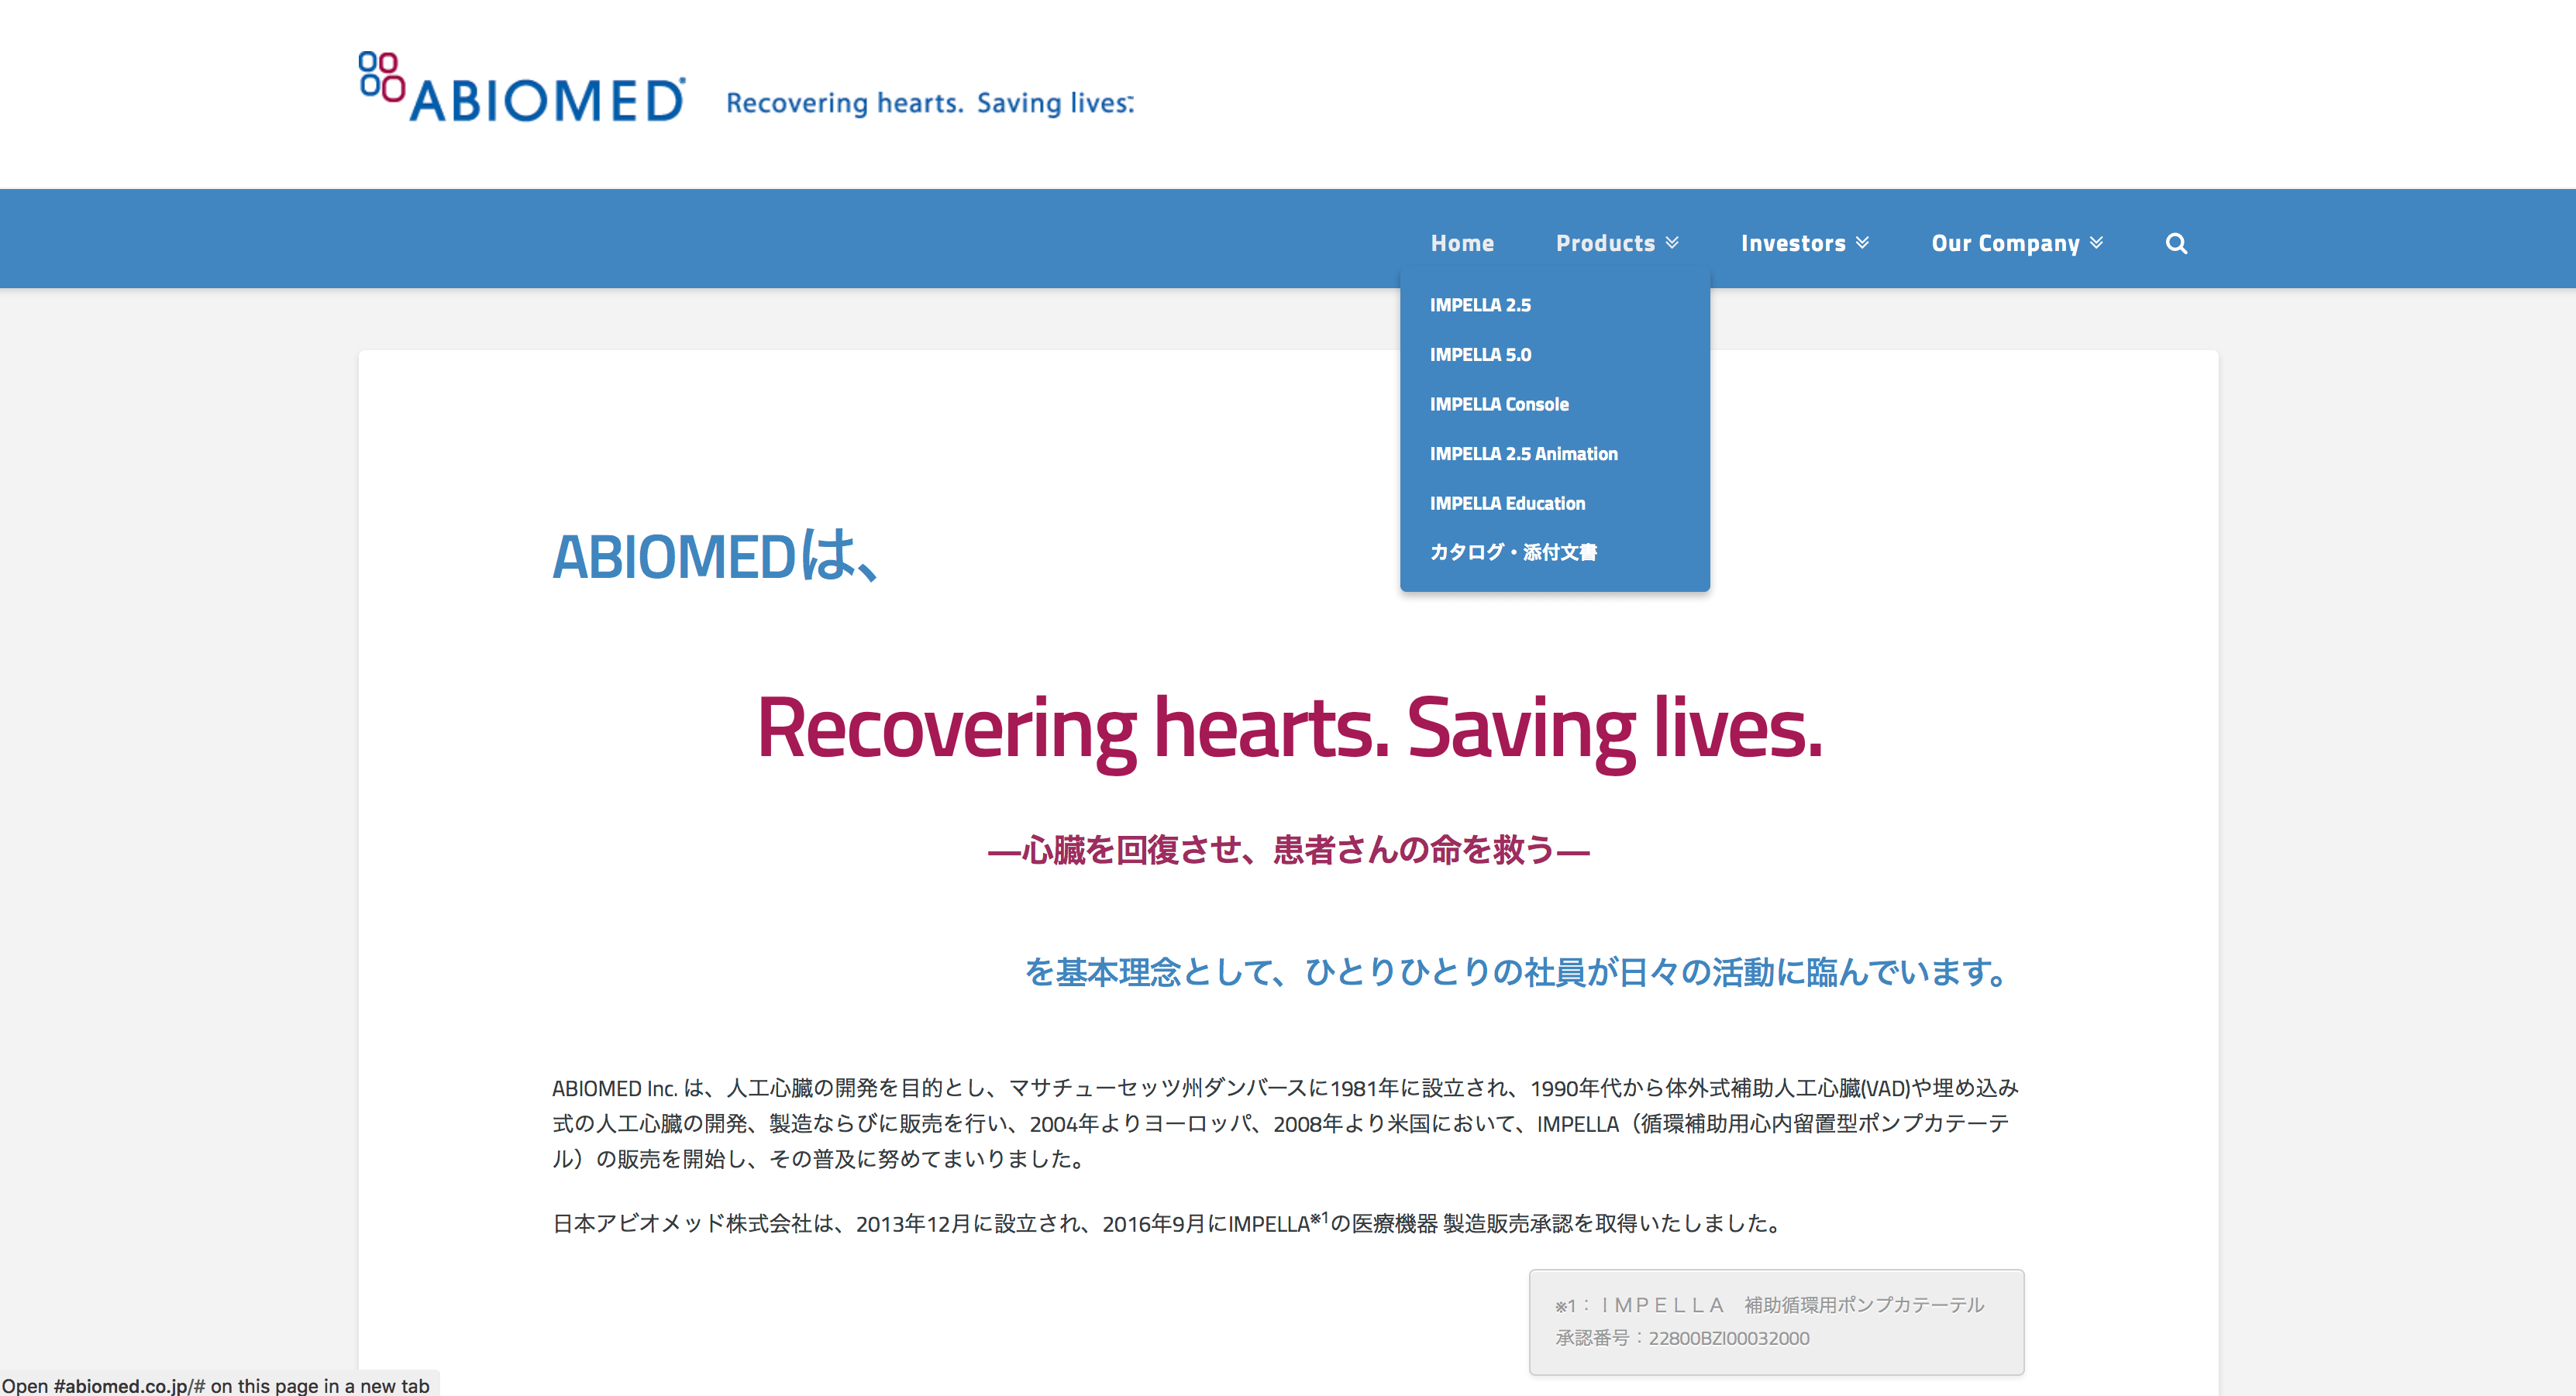 ABIOMED® Recovering hearts. Saving lives.™
Home Products Investors Our Company
IMPELLA 2.5
IMPELLA 5.0
IMPELLA Console
IMPELLA 2.5 Animation
IMPELLA Education
カタログ・添付文書
ABIOMEDは、
Recovering hearts. Saving lives.
―心臓を回復させ、患者さんの命を救う―
を基本理念として、ひとりひとりの社員が日々の活動に臨んでいます。
ABIOMED Inc. は、人工心臓の開発を目的とし、マサチューセッツ州ダンバースに1981年に設立され、1990年代から体外式補助人工心臓(VAD)や埋め込み
式の人工心臓の開発、製造ならびに販売を行い、2004年よりヨーロッパ、2008年より米国において、IMPELLA（循環補助用心内留置型ポンプカテーテ
ル）の販売を開始し、その普及に努めてまいりました。
日本アビオメッド株式会社は、2013年12月に設立され、2016年9月にIMPELLA※1の医療機器 製造販売承認を取得いたしました。
※1：ＩＭＰＥＬＬＡ　補助循環用ポンプカテーテル
承認番号：22800BZI00032000
Open #abiomed.co.jp/# on this page in a new tab